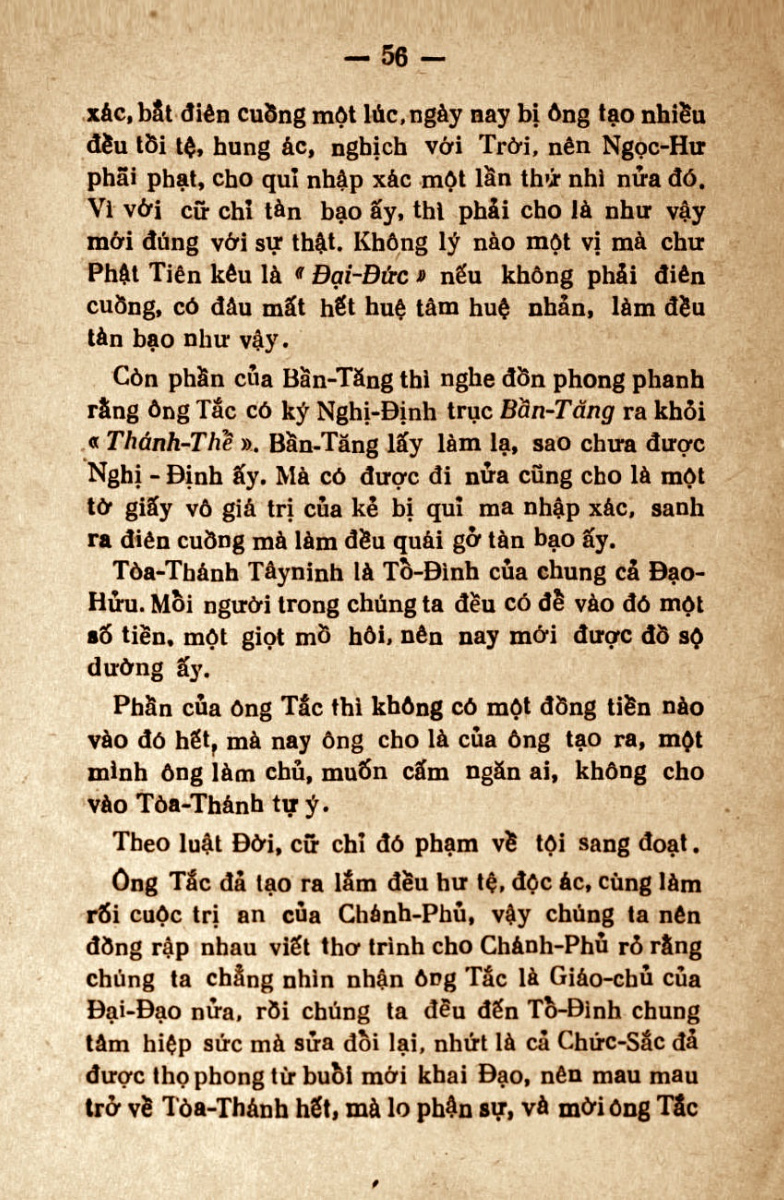 — 56 —
xác, bắt điên cuồng một lúc, ngày nay bị ông tạo nhiều
đều tồi tệ, hung ác, nghịch với Trời, nên Ngọc-Hư
phải phạt, cho quỉ nhập xác một lần thứ nhì nửa đó.
Vì với cữ chỉ tàn bạo ấy, thì phải cho là như vậy
mới đúng với sự thật. Không lý nào một vị mà chư
Phật Tiên kêu là « Đại-Đức » nếu không phải điên
cuồng, có đâu mất hết huệ tâm huệ nhản, làm đều
tàn bạo như vậy.
Còn phần của Bần-Tăng thì nghe đồn phong phanh
rằng ông Tắc có ký Nghị-Định trục Bần-Tăng ra khỏi
« Thánh-Thể ». Bần-Tăng lấy làm lạ, sao chưa được
Nghị - Định ấy. Mà có được đi nửa cũng cho là một
tờ giấy vô giá trị của kẻ bị quỉ ma nhập xác, sanh
ra điên cuồng mà làm đều quái gở tàn bạo ấy.
Tòa-Thánh Tâyninh là Tổ-Đình của chung cả Đạo-
Hửu. Mỗi người trong chúng ta đều có để vào đó một
số tiền, một giọt mồ hôi, nên nay mới được đồ sộ
dường ấy.
Phần của ông Tắc thì không có một đồng tiền nào
vào đó hết, mà nay ông cho là của ông tạo ra, một
mình ông làm chủ, muốn cấm ngăn ai, không cho
vào Tòa-Thánh tự ý.
Theo luật Đời, cữ chỉ đó phạm về tội sang đoạt.
Ông Tắc đả tạo ra lắm đều hư tệ, độc ác, cùng làm
rối cuộc trị an của Chánh-Phủ, vậy chúng ta nên
đồng rập nhau viết thơ trình cho Chánh-Phủ rỏ rằng
chúng ta chẳng nhìn nhận ông Tắc là Giáo-chủ của
Đại-Đạo nửa, rồi chúng ta đều đến Tổ-Đình chung
tâm hiệp sức mà sửa đổi lại, nhứt là cả Chức-Sắc đả
được thọ phong từ buổi mới khai Đạo, nên mau mau
trở về Tòa-Thánh hết, mà lo phận sự, và mời ông Tắc